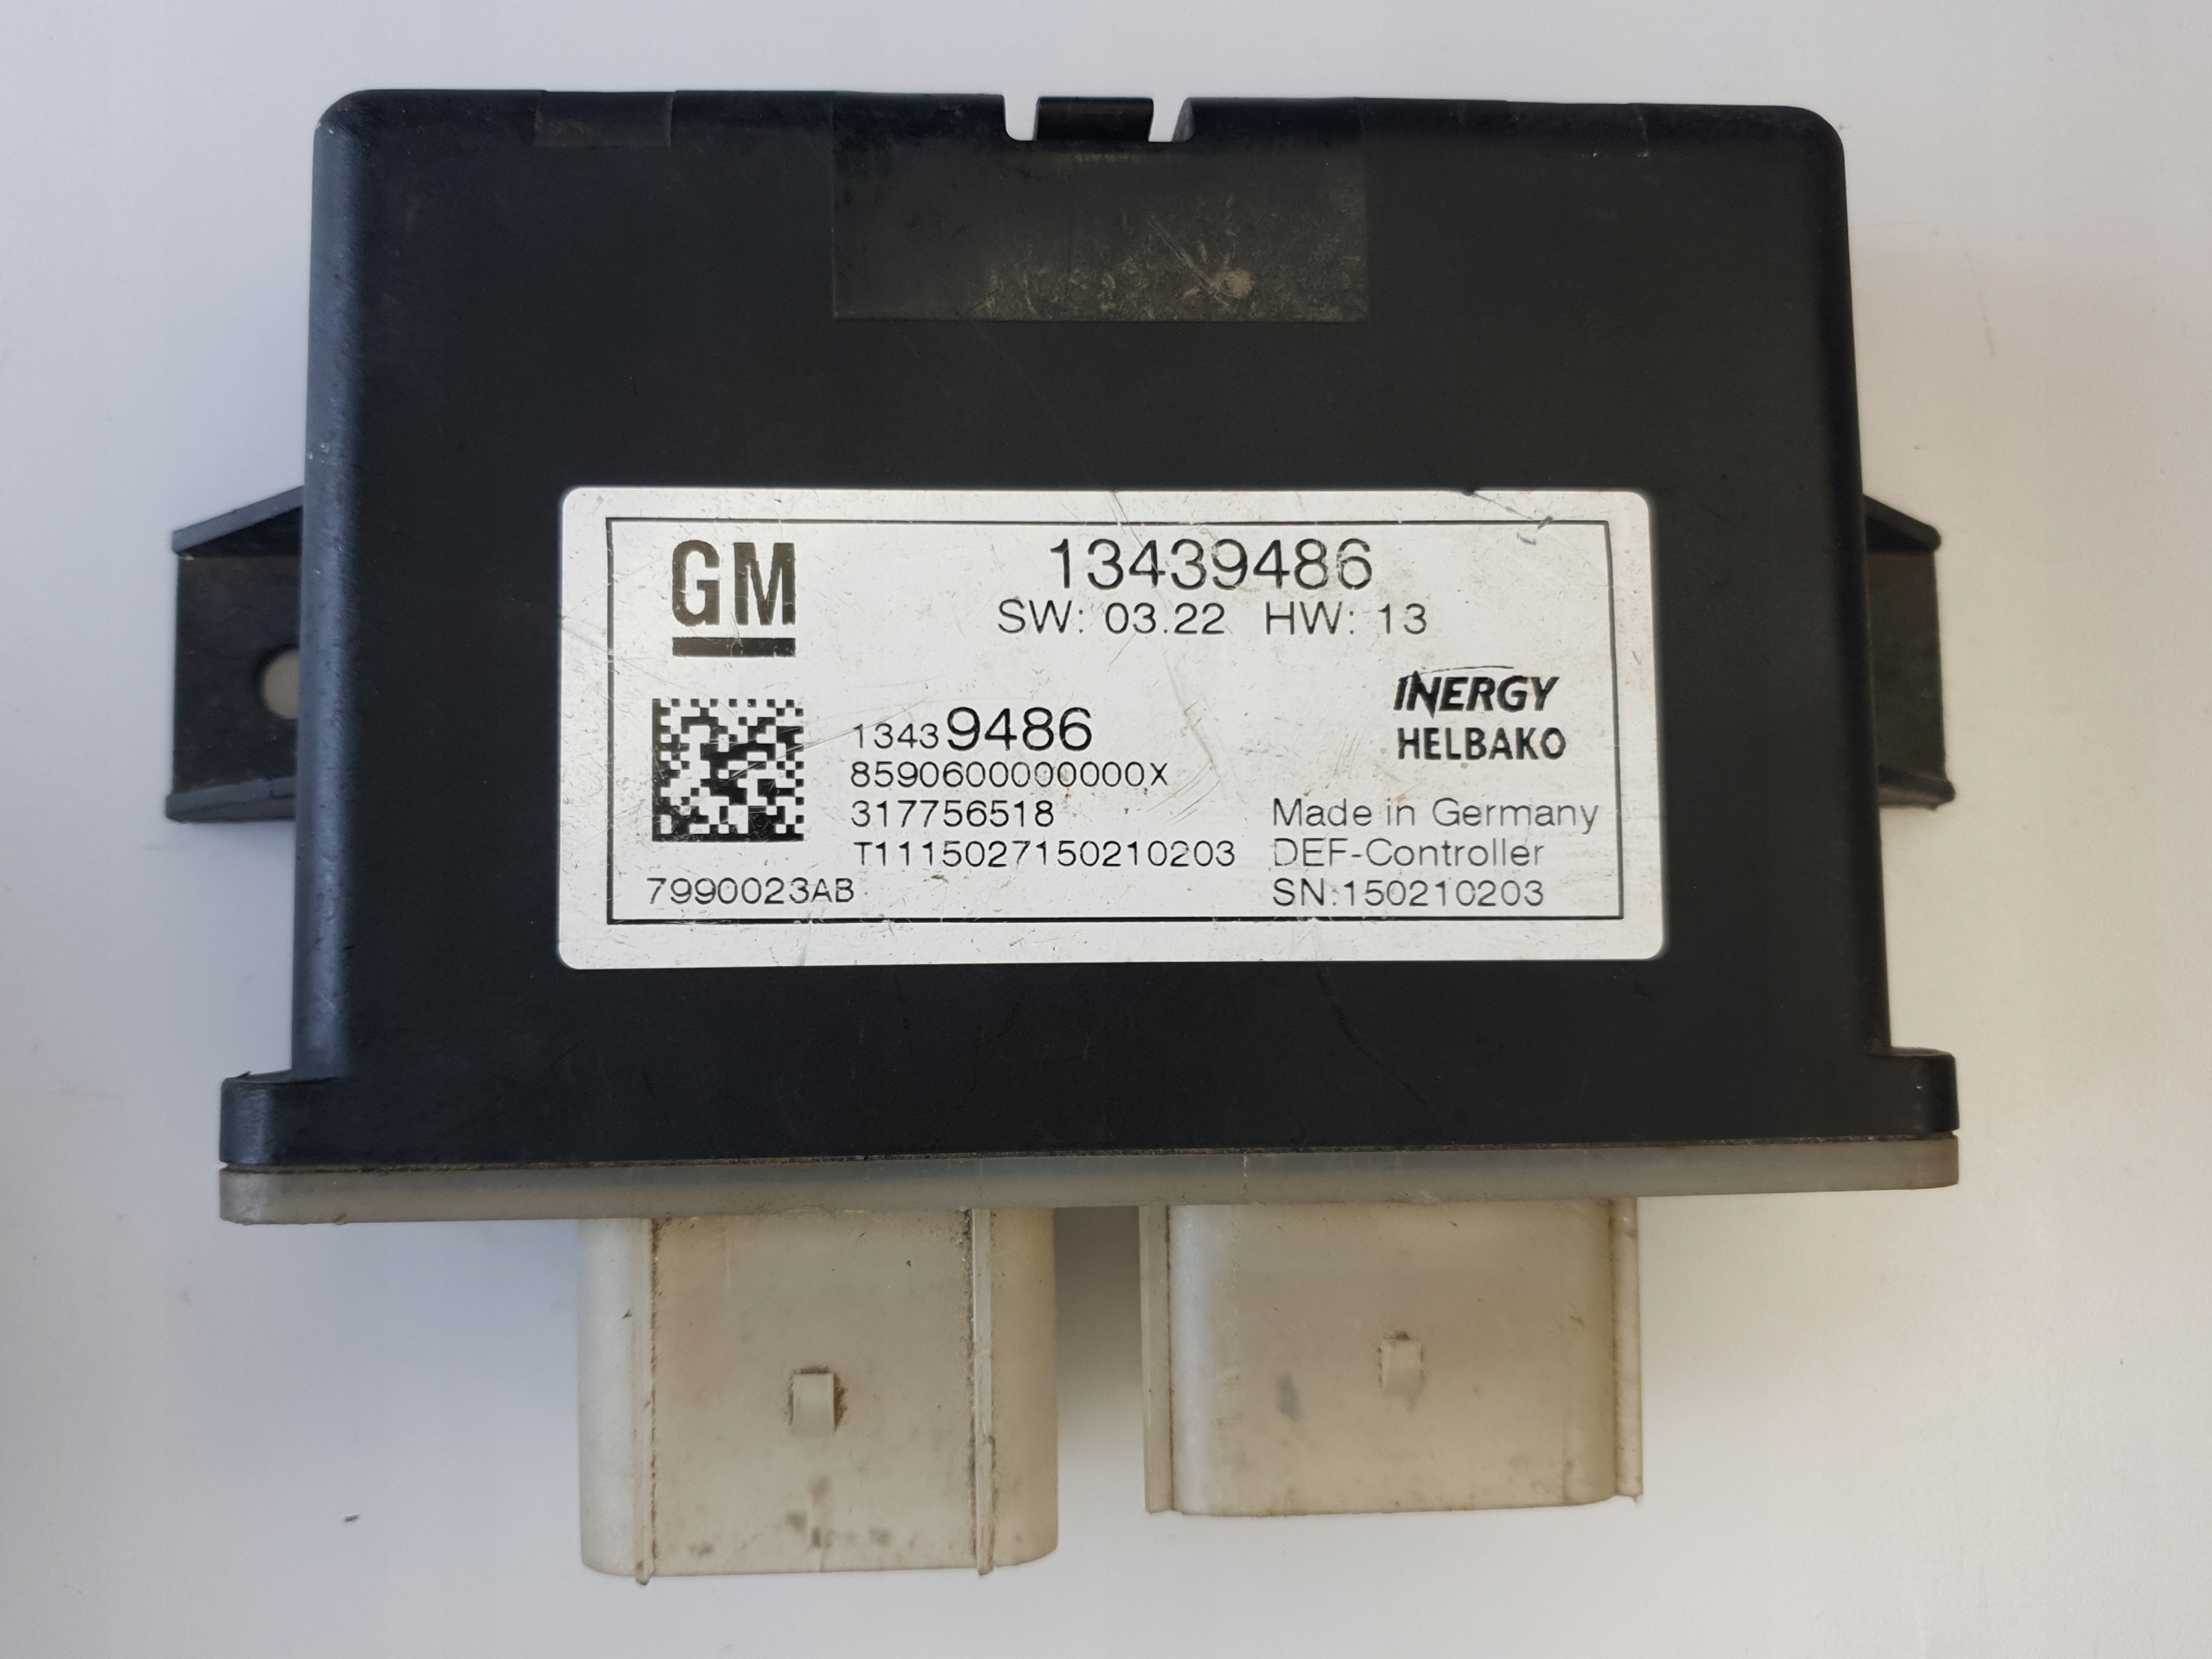 GM
13439486
SW: 03.22 HW: 13
INERGY
HELBAKO
13439486
8590600000000X
317756518
T1115027150210203
7990023AB
Made in Germany
DEF-Controller
SN:150210203